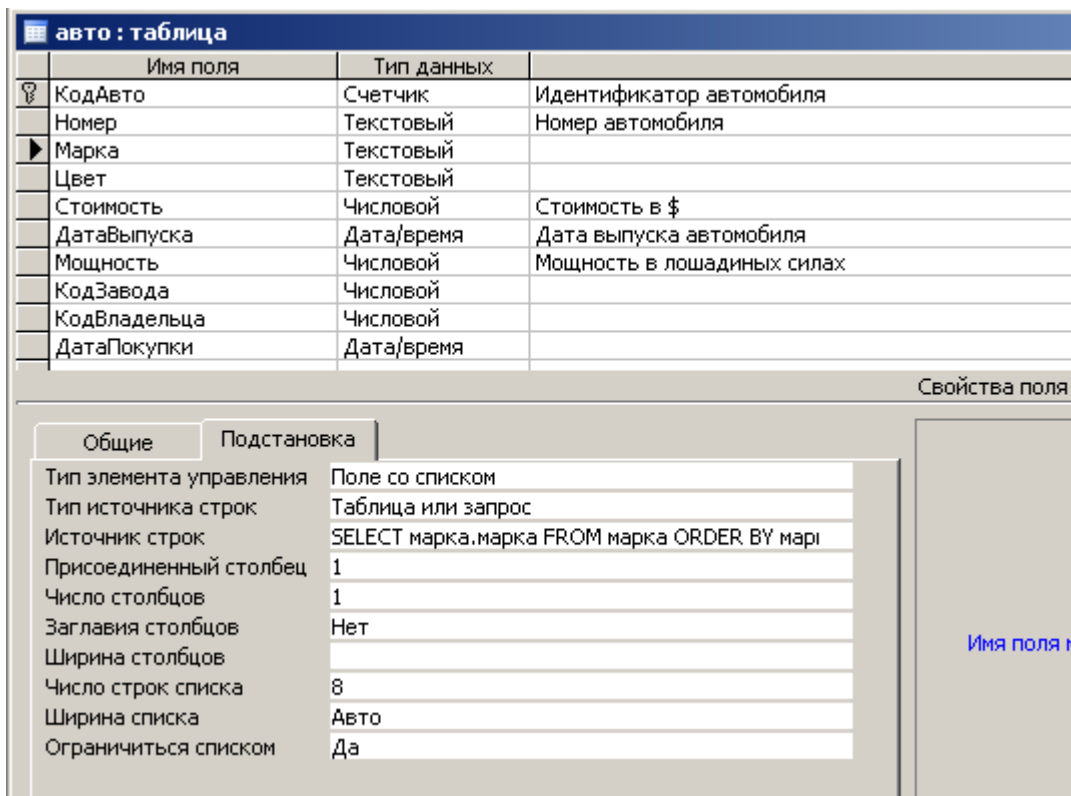 авто : таблица
Имя поля Тип данных
КодАвто Счетчик Идентификатор автомобиля
Номер Текстовый Номер автомобиля
Марка Текстовый
Цвет Текстовый
Стоимость Числовой Стоимость в $
ДатаВыпуска Дата/время Дата выпуска автомобиля
Мощность Числовой Мощность в лошадиных силах
КодЗавода Числовой
КодВладельца Числовой
ДатаПокупки Дата/время
Свойства поля
Общие Подстановка
Тип элемента управления Поле со списком
Тип источника строк Таблица или запрос
Источник строк SELECT марка.марка FROM марка ORDER BY
Присоединенный столбец 1
Число столбцов 1
Заглавия столбцов Нет
Ширина столбцов
Число строк списка 8
Ширина списка Авто
Ограничиться списком Да
Имя поля